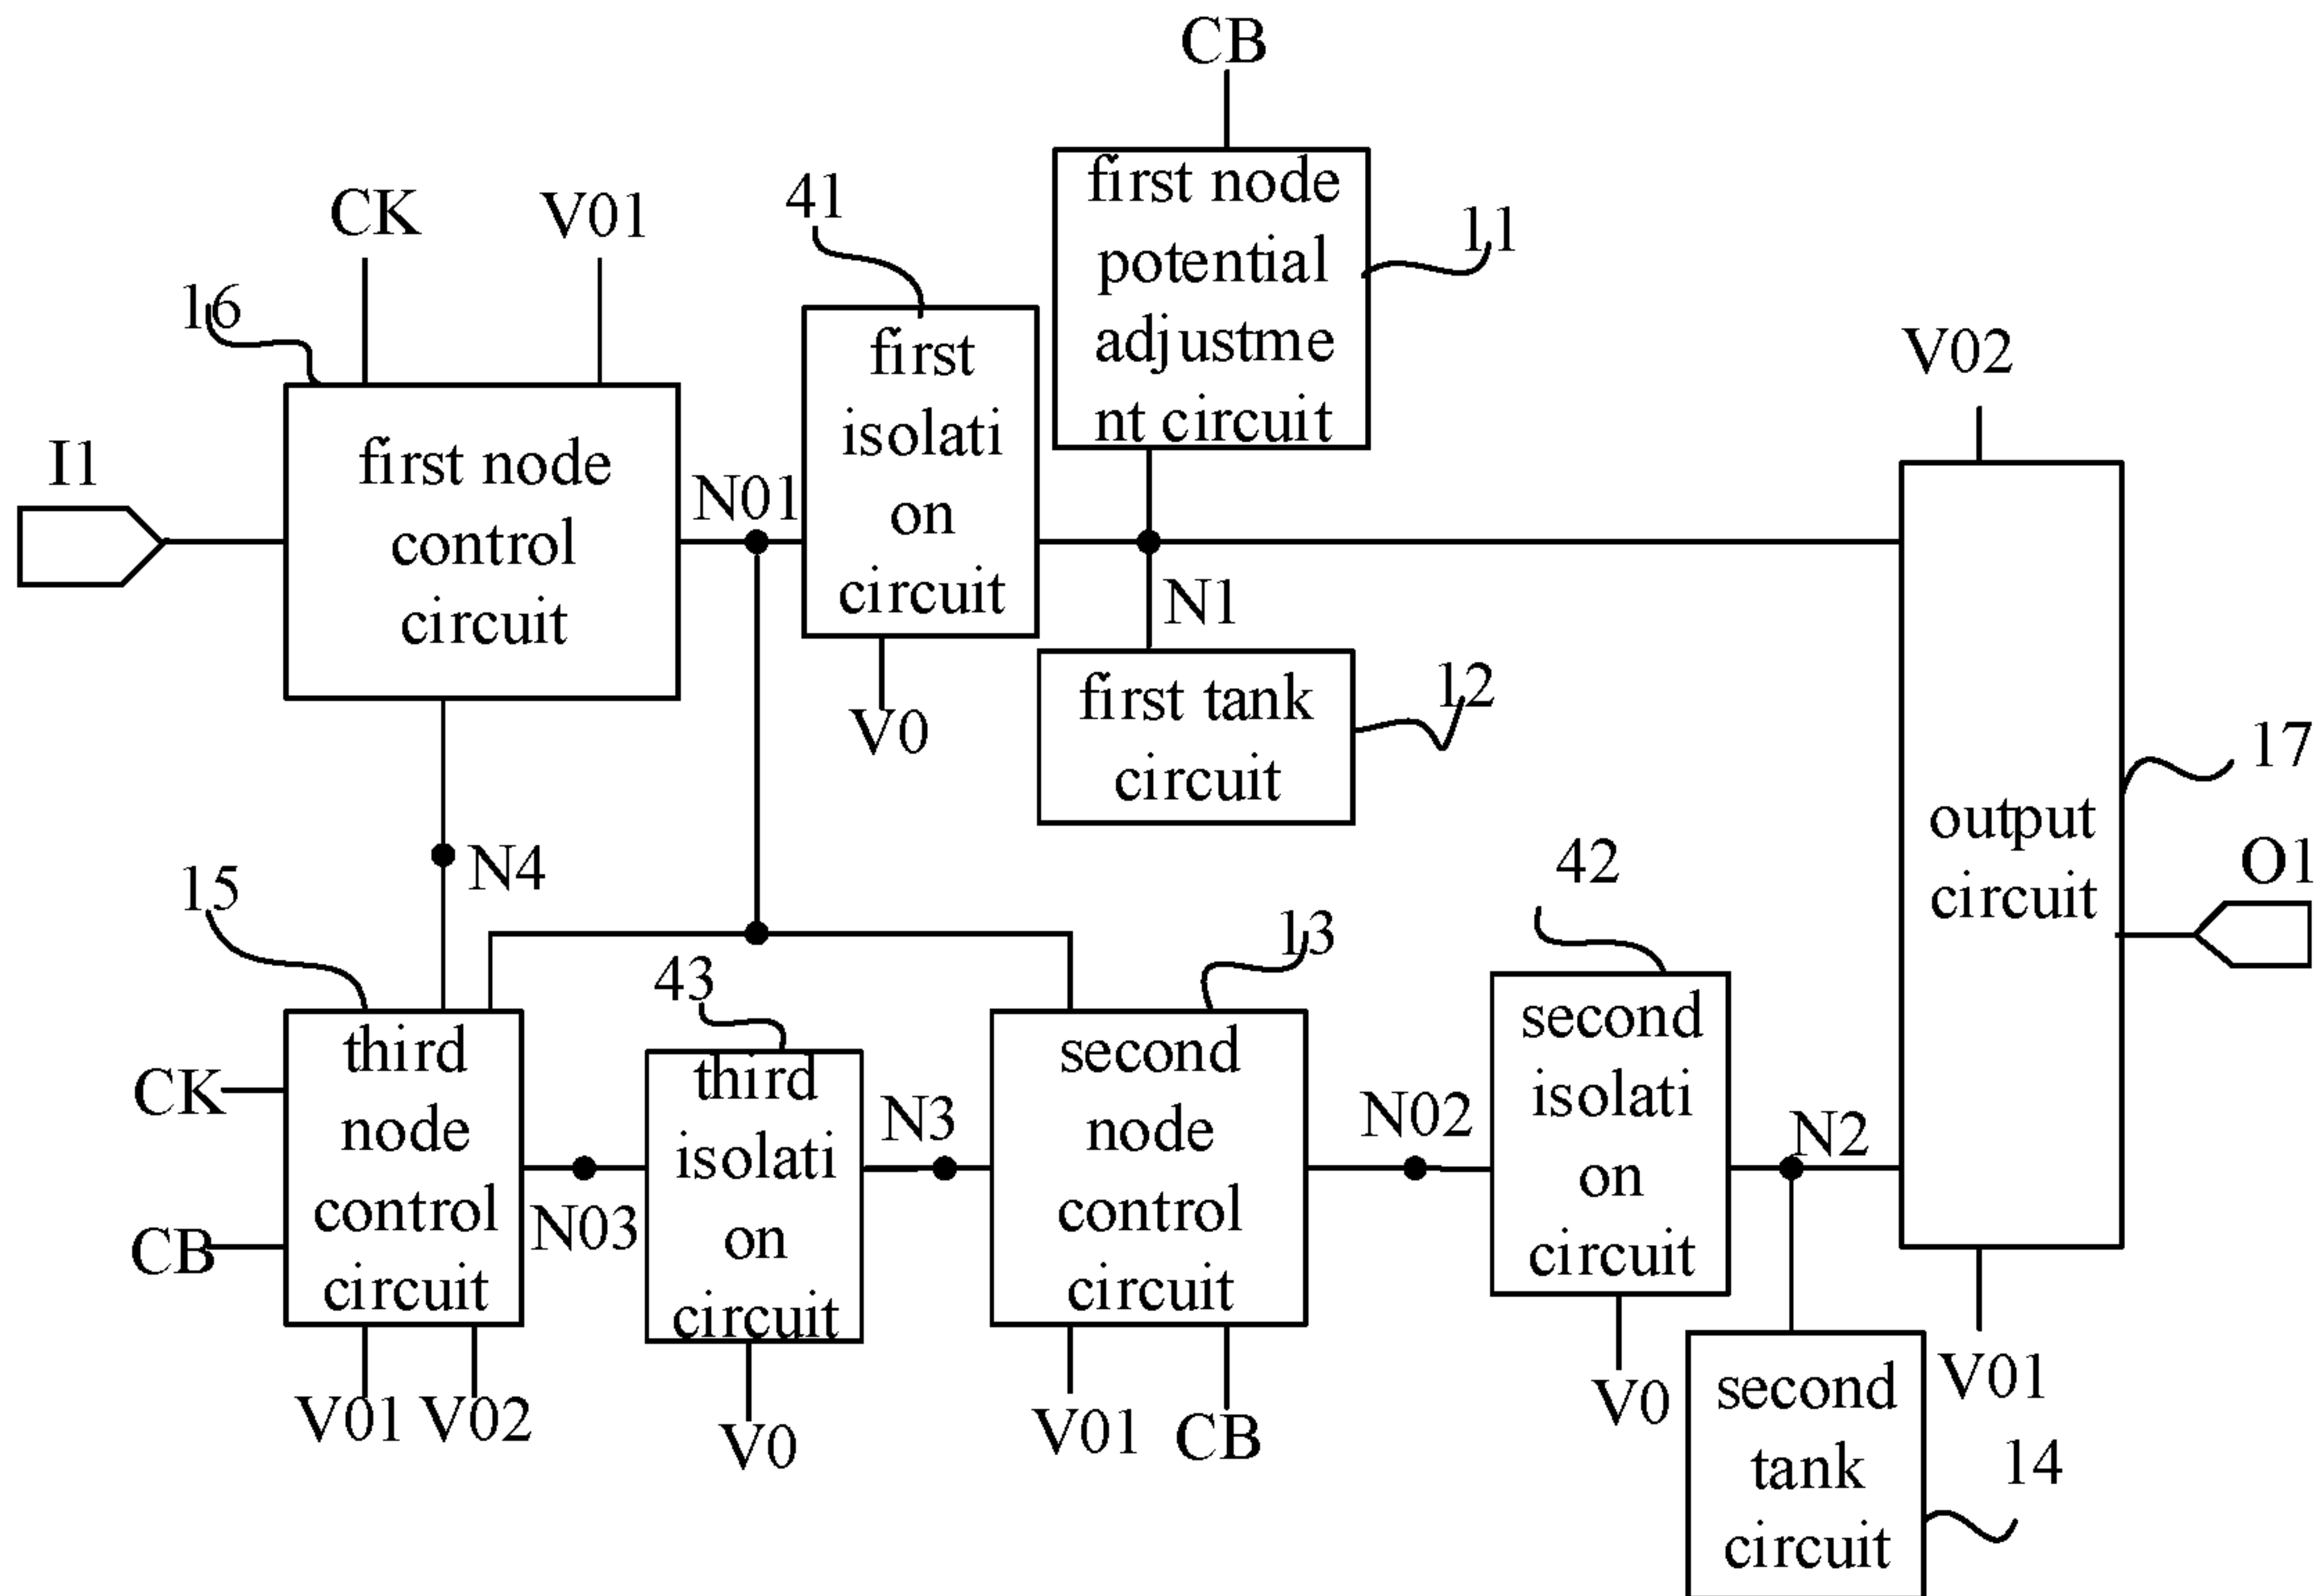 CB
first node
potential
adjustme
nt circuit
11
CK
V01
41
16
first
isolati
on
circuit
V02
I1
first node
control
circuit
N01
N1
V0
first tank
circuit
12
17
output
circuit
O1
N4
15
42
13
43
third
node
control
circuit
CK
CB
N03
third
isolati
on
circuit
N3
second
node
control
circuit
N02
second
isolati
on
circuit
N2
V01
V02
V0
V01
CB
V0
V01
second
tank
circuit
14